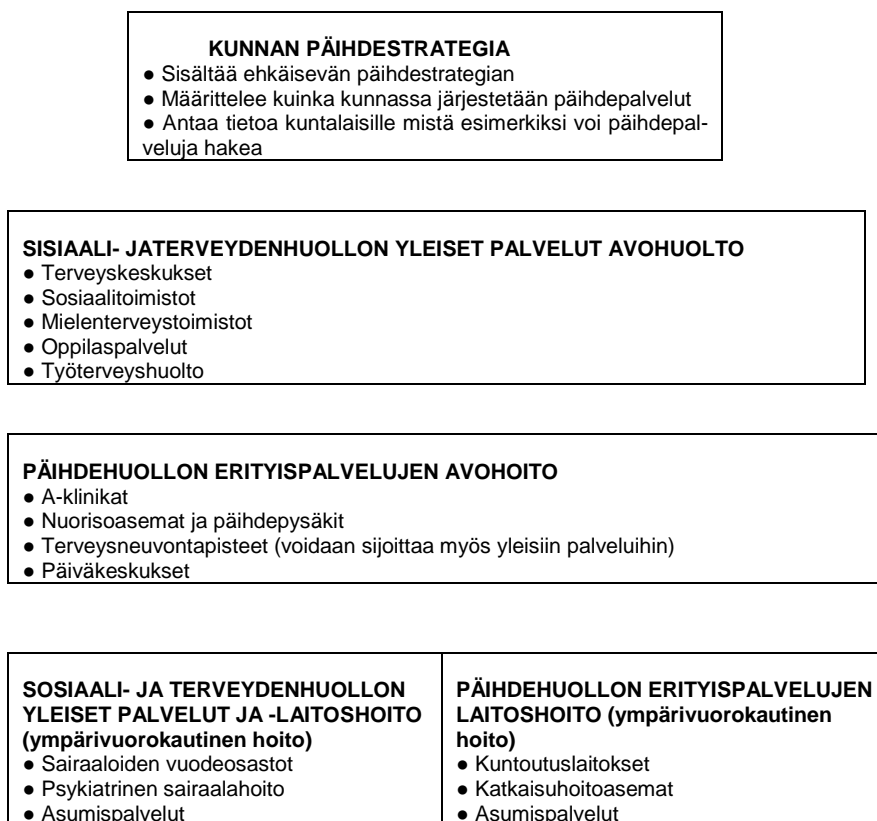 KUNNAN PÄIHDESTRATEGIA
● Sisältää ehkäisevän päihdestrategian
● Määrittelee kuinka kunnassa järjestetään päihdepalvelut
● Antaa tietoa kuntalaisille mistä esimerkiksi voi päihdepal-
veluja hakea
SISIAALI- JATERVEYDENHUOLLON YLEISET PALVELUT AVOHUOLTO
● Terveyskeskukset
● Sosiaalitoimistot
● Mielenterveystoimistot
● Oppilaspalvelut
● Työterveyshuolto
PÄIHDEHUOLLON ERITYISPALVELUJEN AVOHOITO
● A-klinikat
● Nuorisoasemat ja päihdepysäkit
● Terveysneuvontapisteet (voidaan sijoittaa myös yleisiin palveluihin)
● Päiväkeskukset
SOSIAALI- JA TERVEYDENHUOLLON
YLEISET PALVELUT JA -LAITOSHOITO
(ympärivuorokautinen hoito)
● Sairaaloiden vuodeosastot
● Psykiatrinen sairaalahoito
● Asumispalvelut
PÄIHDEHUOLLON ERITYISPALVELUJEN
LAITOSHOITO (ympärivuorokautinen
hoito)
● Kuntoutuslaitokset
● Katkaisuhoitoasemat
● Asumispalvelut